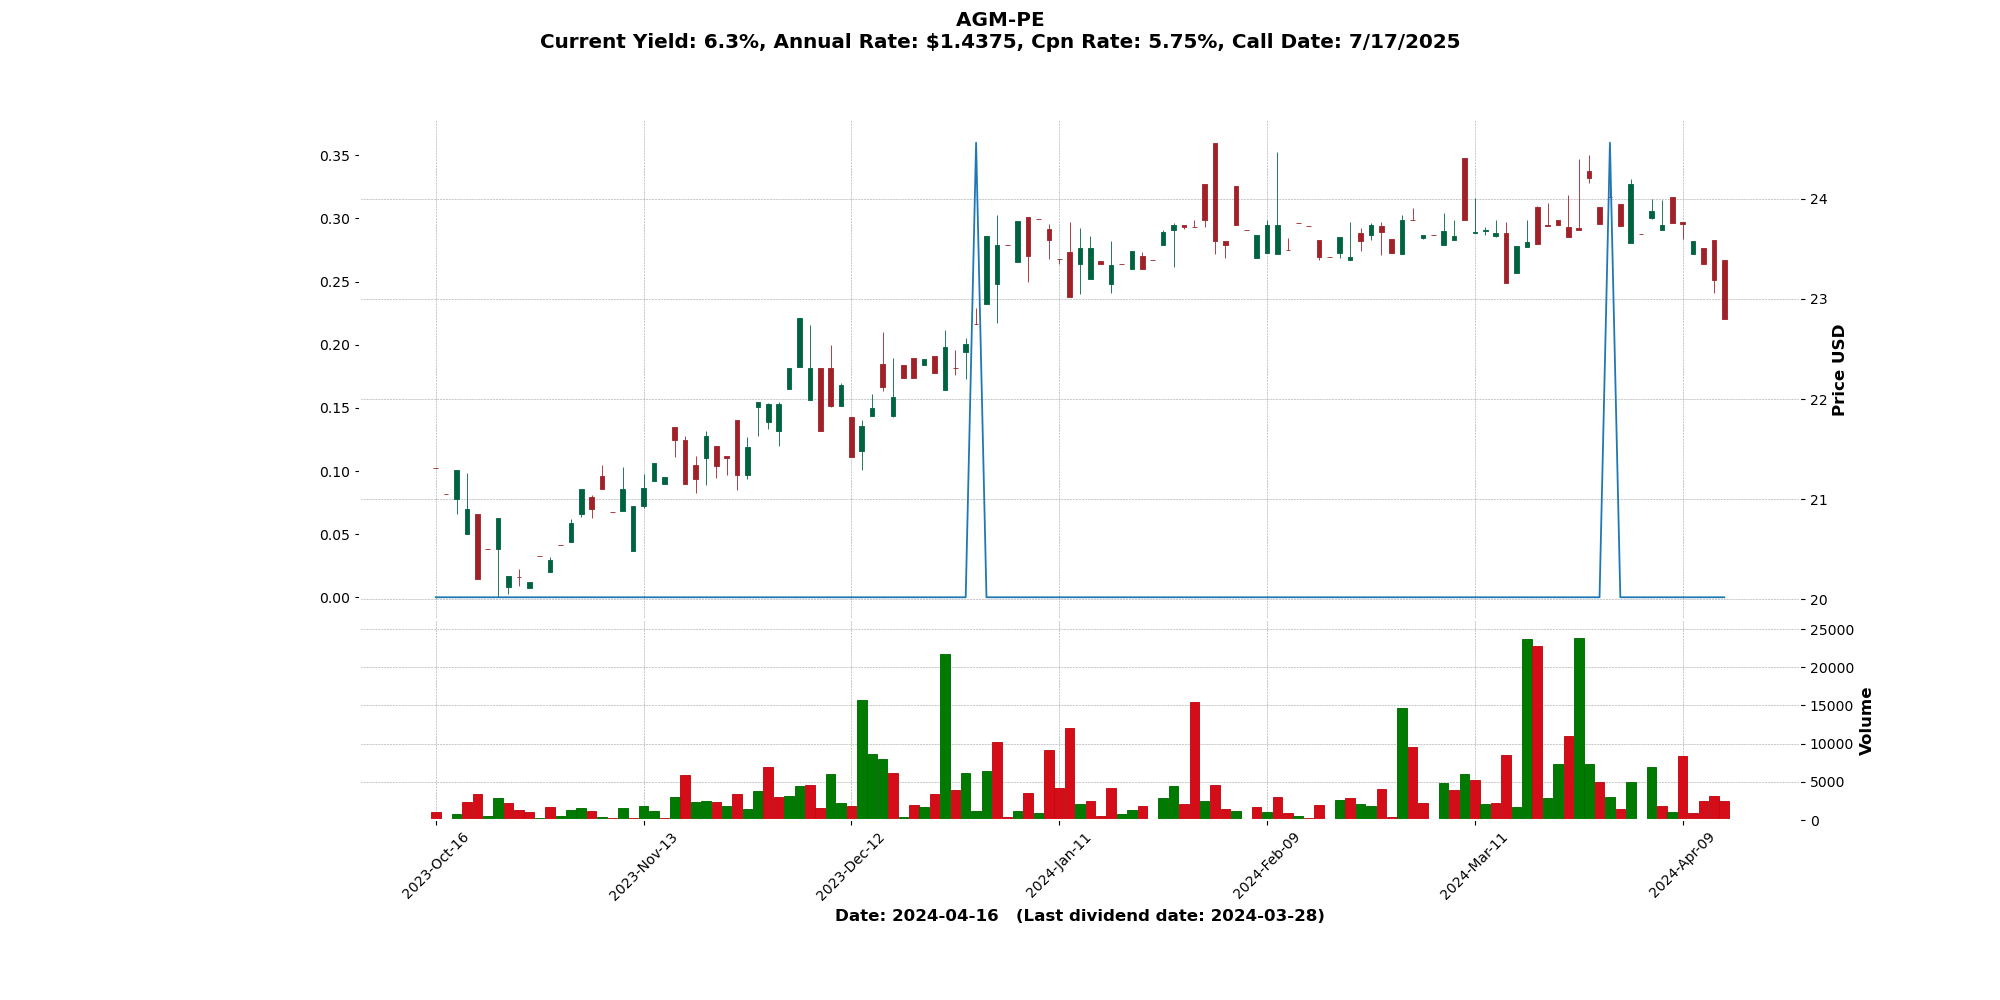 AGM-PE
Current Yield: 6.3%, Annual Rate: $1.4375, Cpn Rate: 5.75%, Call Date: 7/17/2025
0.35
0.30
0.25
0.20
0.15
0.10
0.05
0.00
24
23
22
21
20
Price USD
25000
20000
15000
10000
5000
0
Volume
2023-Oct-16
2023-Nov-13
2023-Dec-12
2024-Jan-11
2024-Feb-09
2024-Mar-11
2024-Apr-09
Date: 2024-04-16 (Last dividend date: 2024-03-28)